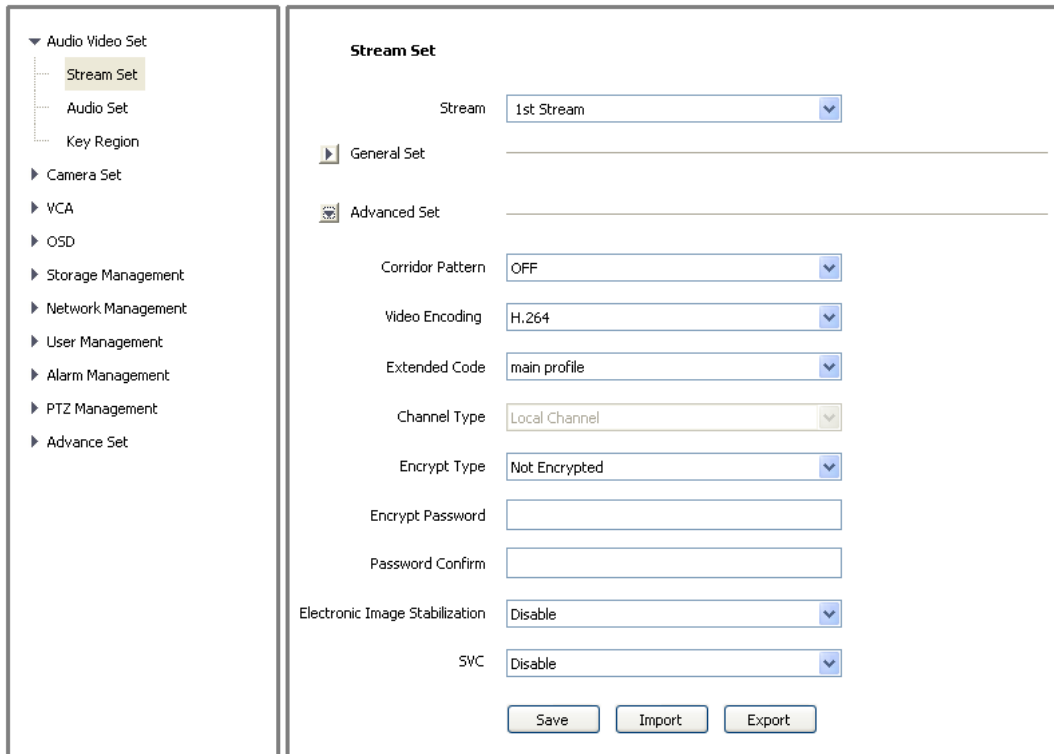 Audio Video Set
Stream Set
Audio Set
Key Region
Camera Set
VCA
OSD
Storage Management
Network Management
User Management
Alarm Management
PTZ Management
Advance Set
Stream Set
Stream 1st Stream
General Set
Advanced Set
Corridor Pattern OFF
Video Encoding H.264
Extended Code main profile
Channel Type Local Channel
Encrypt Type Not Encrypted
Encrypt Password
Password Confirm
Electronic Image Stabilization Disable
SVC Disable
Save Import Export